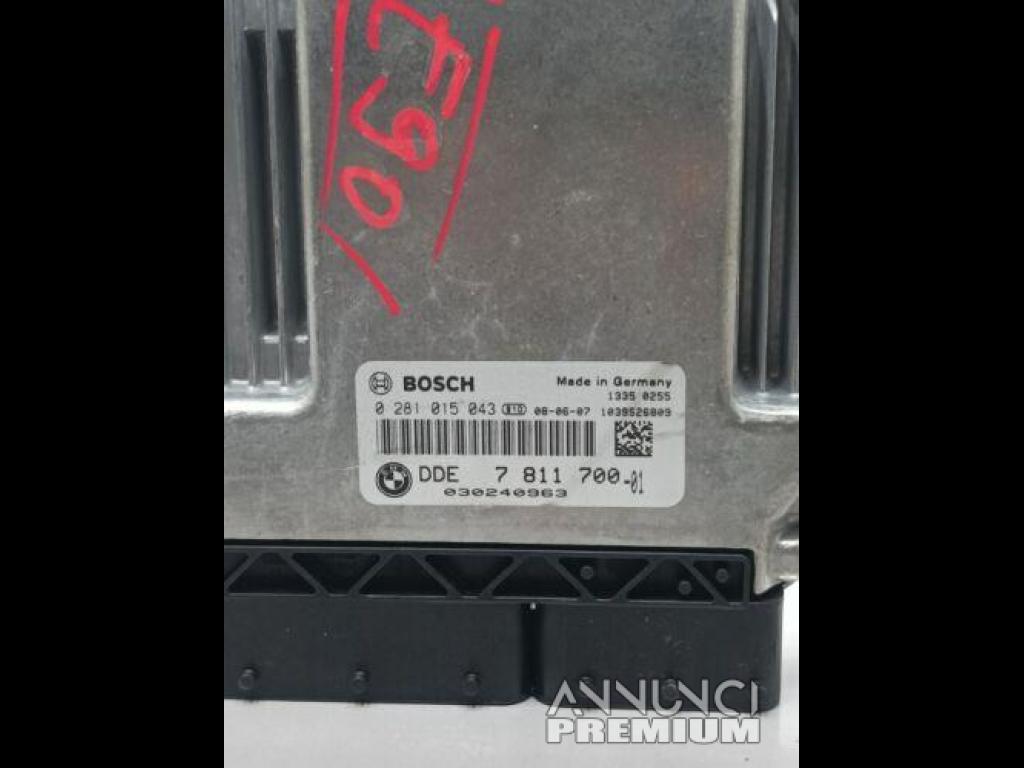 E90
BOSCH
Made in Germany
1335 0255
0 281 015 043 B10 08-06-07 1039S26809
DDE 7 811 700-01
030240963
ANNUNCI
PREMIUM